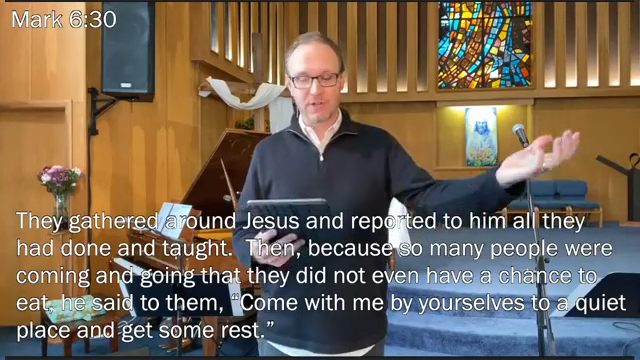 Mark 6:30
They gathered around Jesus and reported to him all they
had done and taught.  Then, because so many people were
coming and going that they did not even have a chance to
eat, he said to them, “Come with me by yourselves to a quiet
place and get some rest.”